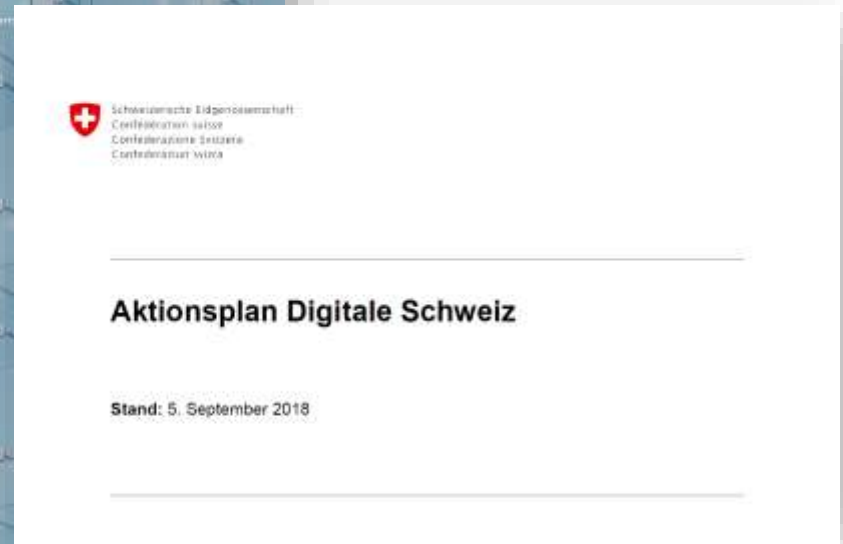 Schweizerische Eidgenossenschaft
Confédération suisse
Confederazione Svizzera
Confederaziun svizra
Aktionsplan Digitale Schweiz
Stand: 5. September 2018